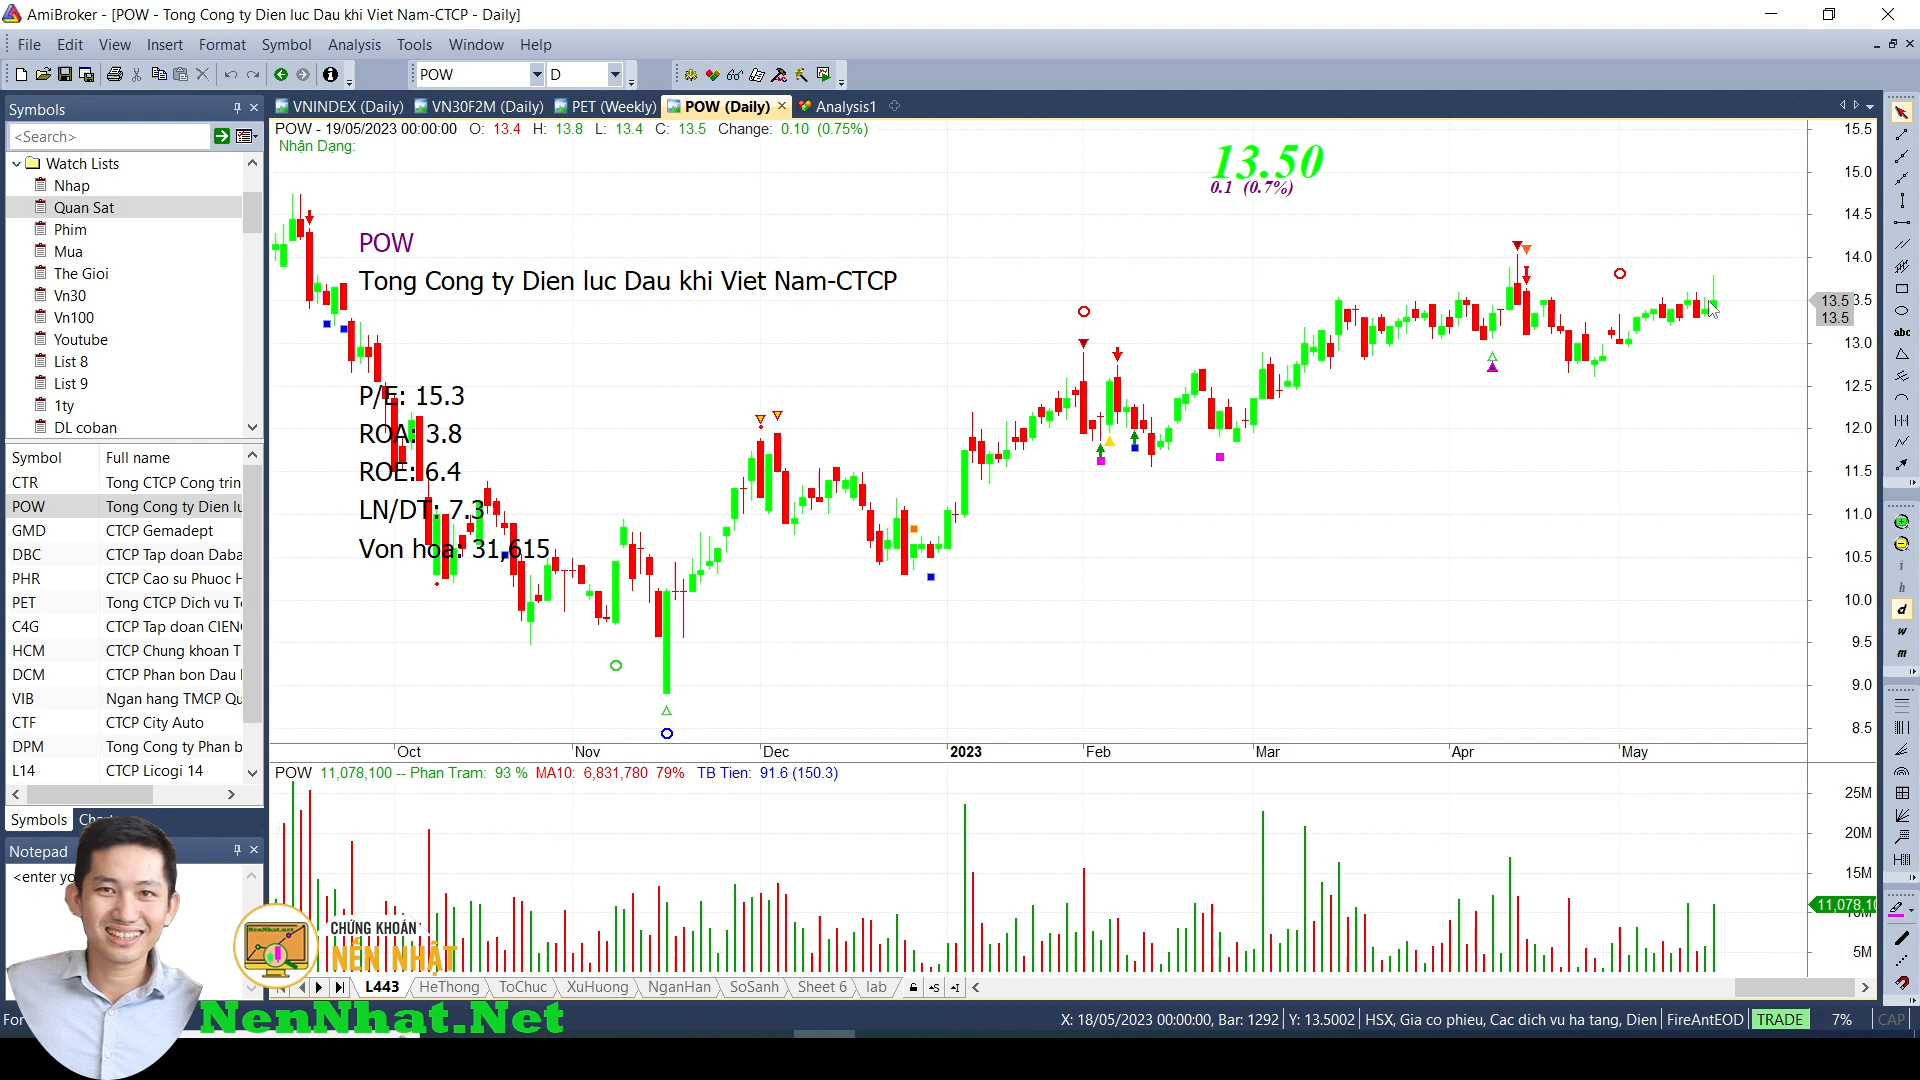 AmiBroker - [POW - Tong Cong ty Dien luc Dau khi Viet Nam-CTCP - Daily]
File Edit View Insert Format Symbol Analysis Tools Window Help
POW D
Symbols
VNINDEX (Daily) VN30F2M (Daily) PET (Weekly) POW (Daily) Analysis1
<Search>
POW - 19/05/2023 00:00:00 O: 13.4 H: 13.8 L: 13.4 C: 13.5 Change: 0.10 (0.75%)
Nhận Dạng:
13.50
0.1 (0.7%)
Watch Lists
Nhap
Quan Sat
Phim
Mua
The Gioi
Vn30
Vn100
Youtube
List 8
List 9
1ty
DL coban
POW
Tong Cong ty Dien luc Dau khi Viet Nam-CTCP
P/E: 15.3
ROA: 3.8
ROE: 6.4
LN/DT: 7.3
Von hoa: 31,615
15.5
15.0
14.5
14.0
13.5 3.5
13.5
13.0
12.5
12.0
11.5
11.0
10.5
10.0
9.5
9.0
8.5
abc
i
h
d
w
m
Symbol Full name
CTR Tong CTCP Cong trin
POW Tong Cong ty Dien lu
GMD CTCP Gemadept
DBC CTCP Tap doan Daba
PHR CTCP Cao su Phuoc H
PET Tong CTCP Dich vu T
C4G CTCP Tap doan CIEN
HCM CTCP Chung khoan T
DCM CTCP Phan bon Dau
VIB Ngan hang TMCP Qu
CTF CTCP City Auto
DPM Tong Cong ty Phan b
L14 CTCP Licogi 14
Oct Nov Dec 2023 Feb Mar Apr May
POW 11,078,100 -- Phan Tram: 93 % MA10: 6,831,780 79% TB Tien: 91.6 (150.3)
25M
20M
15M
11,078,10
10M
5M
Symbols Cha
Notepad
<enter yo
NenNhat.net
CHỨNG KHOÁN
NẾN NHẬT
L443 HeThong ToChuc XuHuong NganHan SoSanh Sheet 6 lab
NenNhat.Net
For
X: 18/05/2023 00:00:00, Bar: 1292 Y: 13.5002 HSX, Gia co phieu, Cac dich vu ha tang, Dien FireAntEOD TRADE 7% CAP